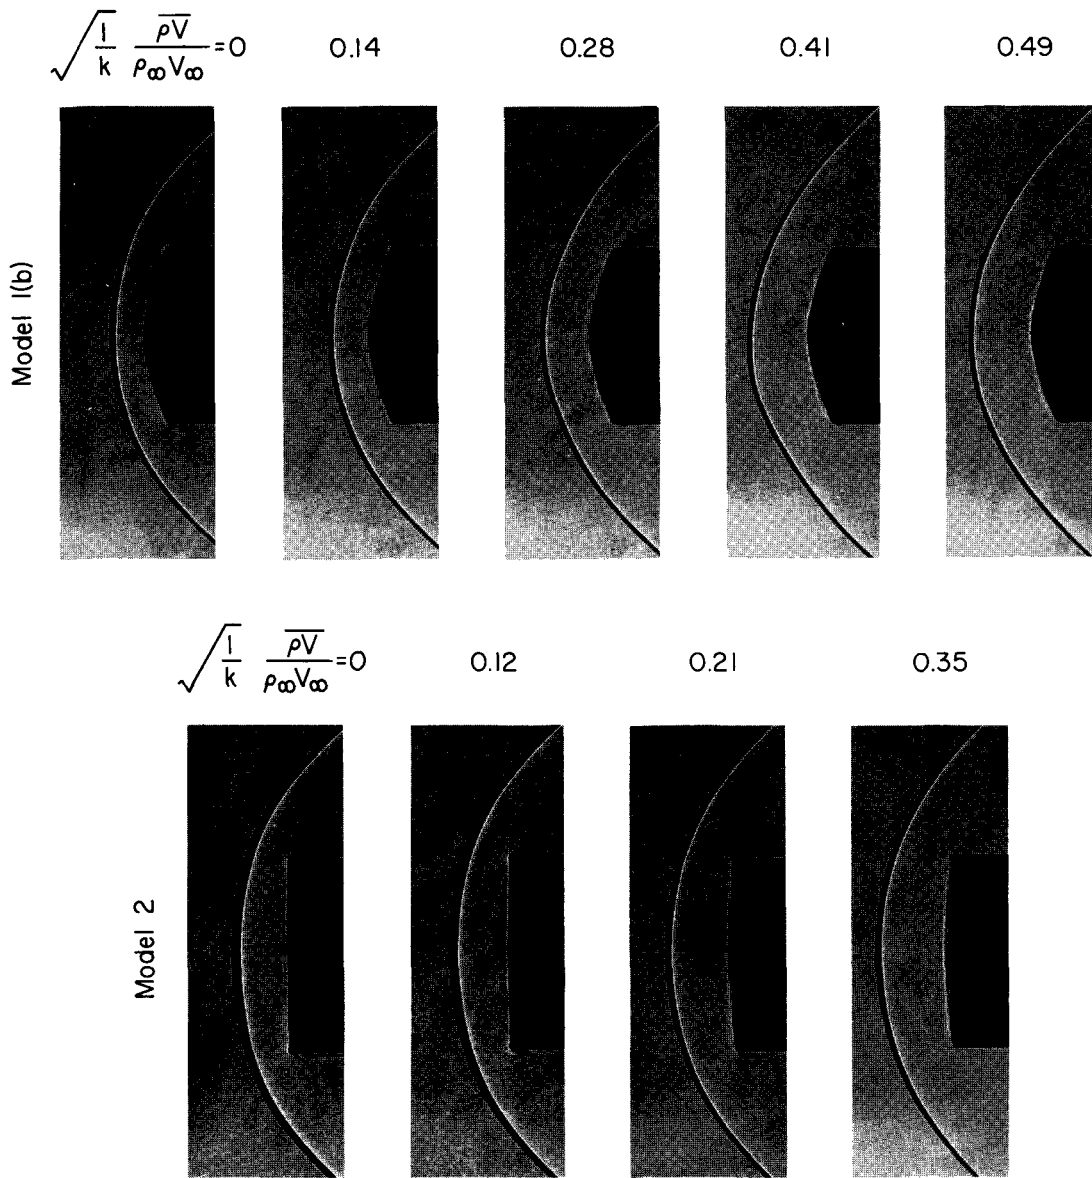 √1/k ρV/ρ∞V∞ =0 0.14 0.28 0.41 0.49
Model 1(b)
√1/k ρV/ρ∞V∞ =0 0.12 0.21 0.35
Model 2